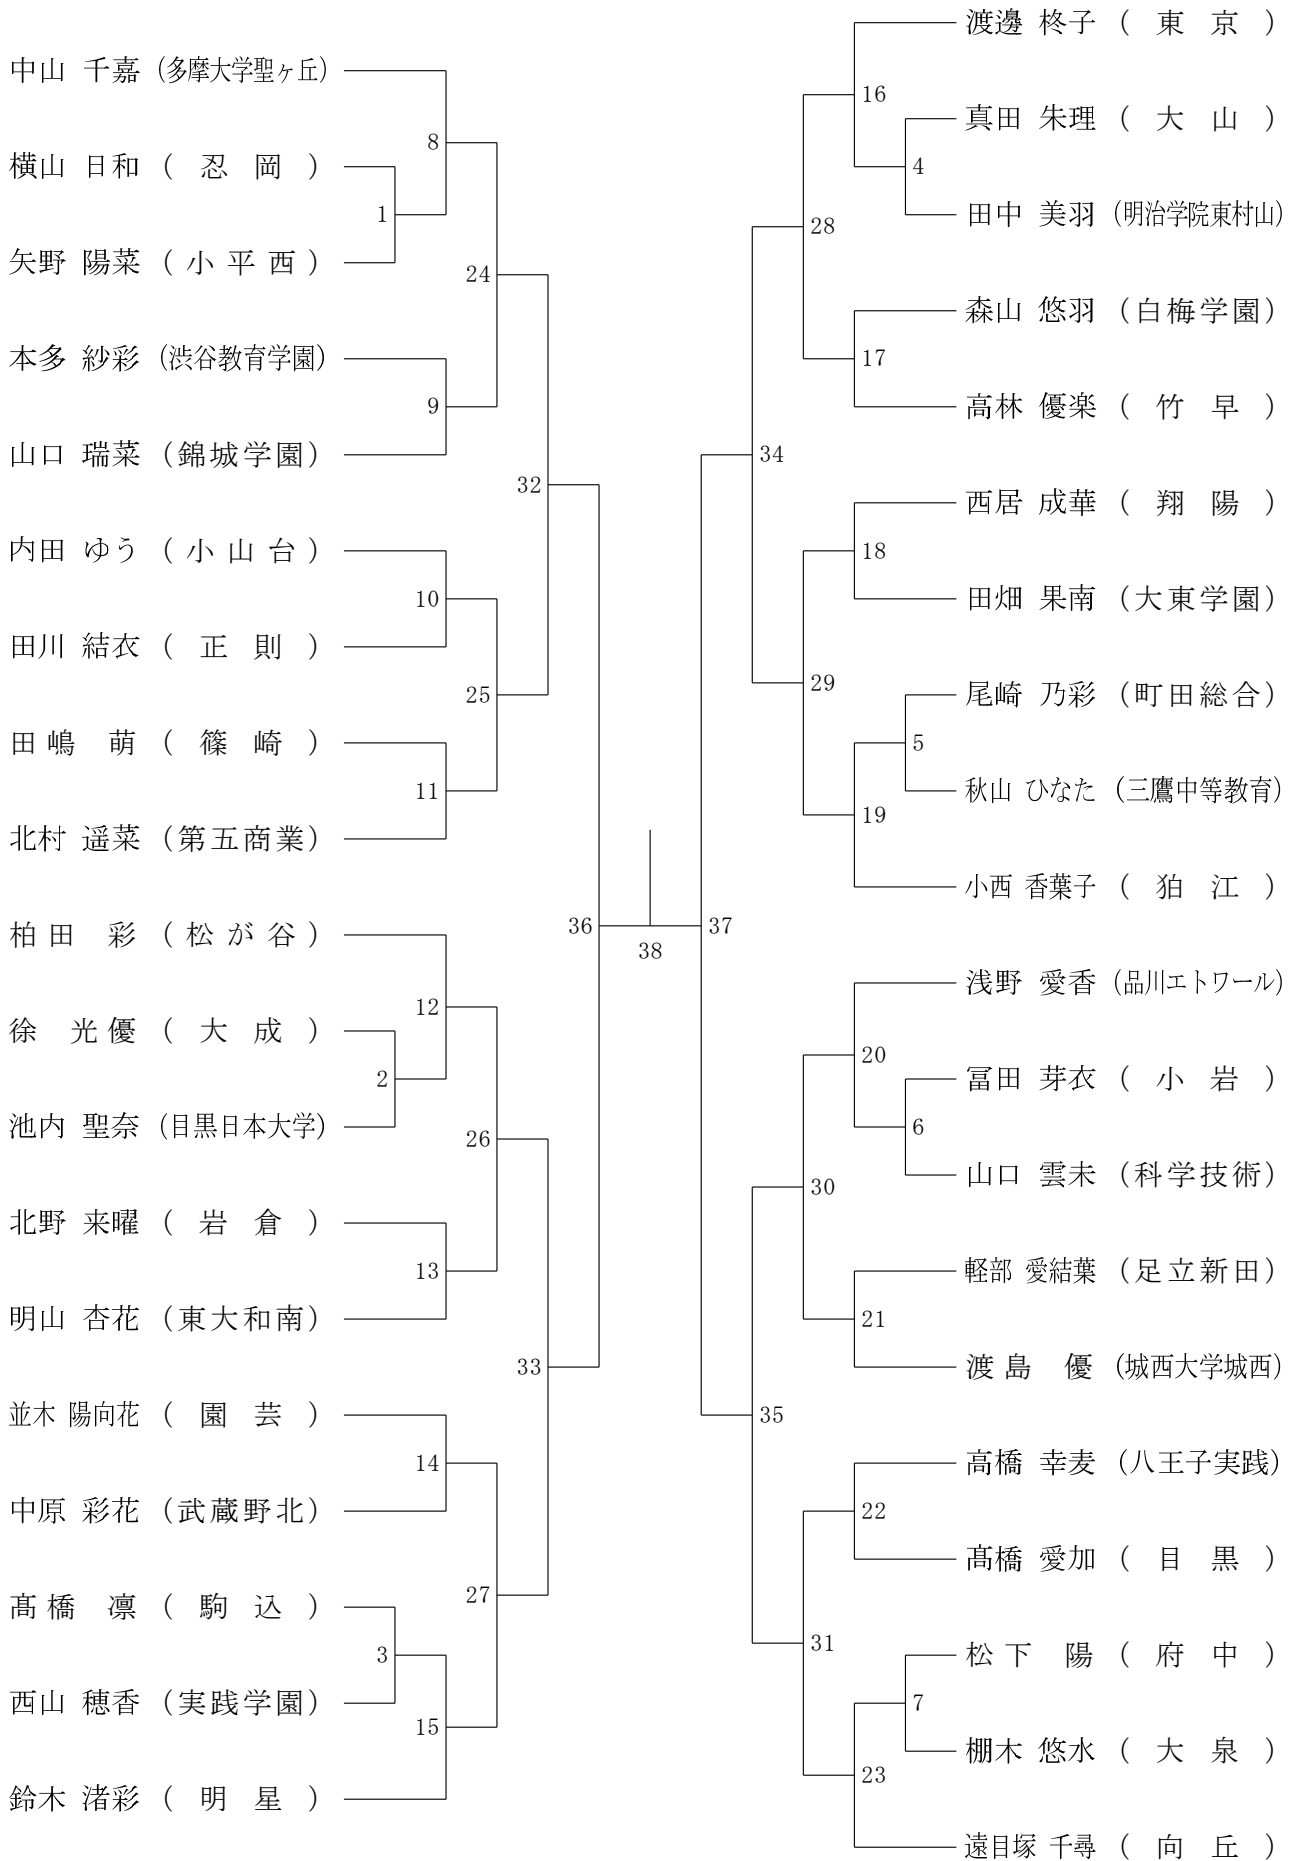 中山 千嘉 (多摩大学聖ヶ丘)
8
横山 日和 ( 忍 岡 )
1
矢野 陽菜 ( 小 平 西 )
24
本多 紗彩 (渋谷教育学園)
9
山口 瑞菜 (錦城学園)
32
内田 ゆう ( 小 山 台 )
10
田川 結衣 ( 正 則 )
25
田嶋 萌 ( 篠 崎 )
11
北村 遥菜 (第五商業)
36
柏田 彩 ( 松 が 谷 )
12
徐 光優 ( 大 成 )
2
池内 聖奈 (目黒日本大学)
26
北野 来曜 ( 岩 倉 )
13
明山 杏花 (東大和南)
33
並木 陽向花 ( 園 芸 )
14
中原 彩花 (武蔵野北)
27
髙橋 凛 ( 駒 込 )
3
西山 穂香 (実践学園)
15
鈴木 渚彩 ( 明 星 )
38
渡邊 柊子 ( 東 京 )
16
真田 朱理 ( 大 山 )
4
田中 美羽 (明治学院東村山)
28
森山 悠羽 (白梅学園)
17
高林 優楽 ( 竹 早 )
34
西居 成華 ( 翔 陽 )
18
田畑 果南 (大東学園)
29
尾崎 乃彩 (町田総合)
5
秋山 ひなた (三鷹中等教育)
19
小西 香葉子 ( 狛 江 )
37
浅野 愛香 (品川エトワール)
20
冨田 芽衣 ( 小 岩 )
6
山口 雲未 (科学技術)
30
軽部 愛結葉 (足立新田)
21
渡島 優 (城西大学城西)
35
高橋 幸麦 (八王子実践)
22
髙橋 愛加 ( 目 黒 )
31
松下 陽 ( 府 中 )
7
棚木 悠水 ( 大 泉 )
23
遠目塚 千尋 ( 向 丘 )